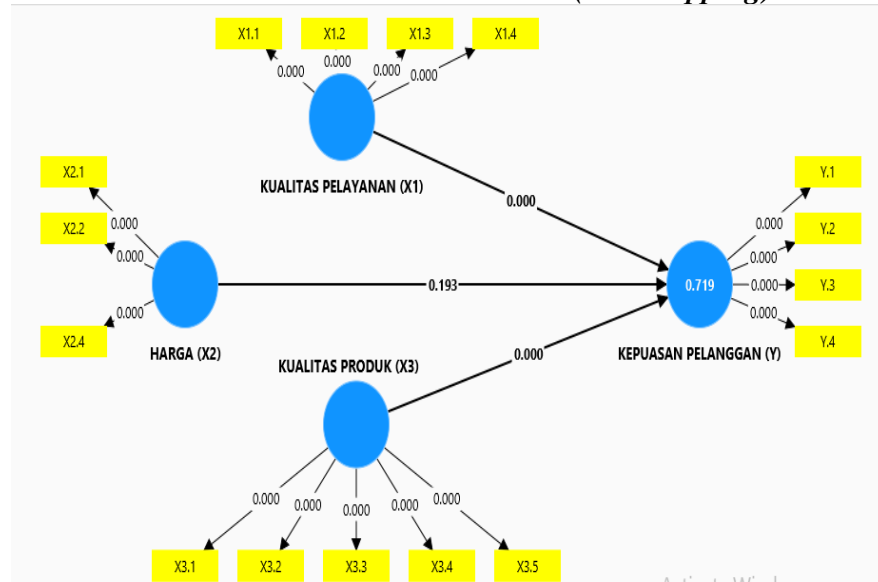 X1.1 X1.2 X1.3 X1.4
0.000 0.000 0.000 0.000
KUALITAS PELAYANAN (X1)
0.000
X2.1
X2.2
X2.4
0.000
0.000
0.000
HARGA (X2)
0.193
KUALITAS PRODUK (X3)
0.000
0.719
KEPUASAN PELANGGAN (Y)
Y.1
Y.2
Y.3
Y.4
0.000
0.000
0.000
0.000
0.000 0.000 0.000 0.000 0.000
X3.1 X3.2 X3.3 X3.4 X3.5